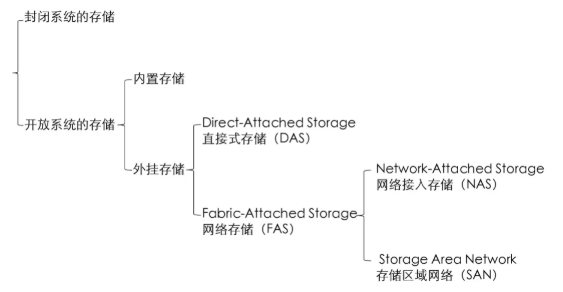 封闭系统的存储
内置存储
开放系统的存储
Direct-Attached Storage
直接式存储（DAS）
外挂存储
Network-Attached Storage
网络接入存储（NAS）
Fabric-Attached Storage
网络存储（FAS）
Storage Area Network
存储区域网络（SAN）